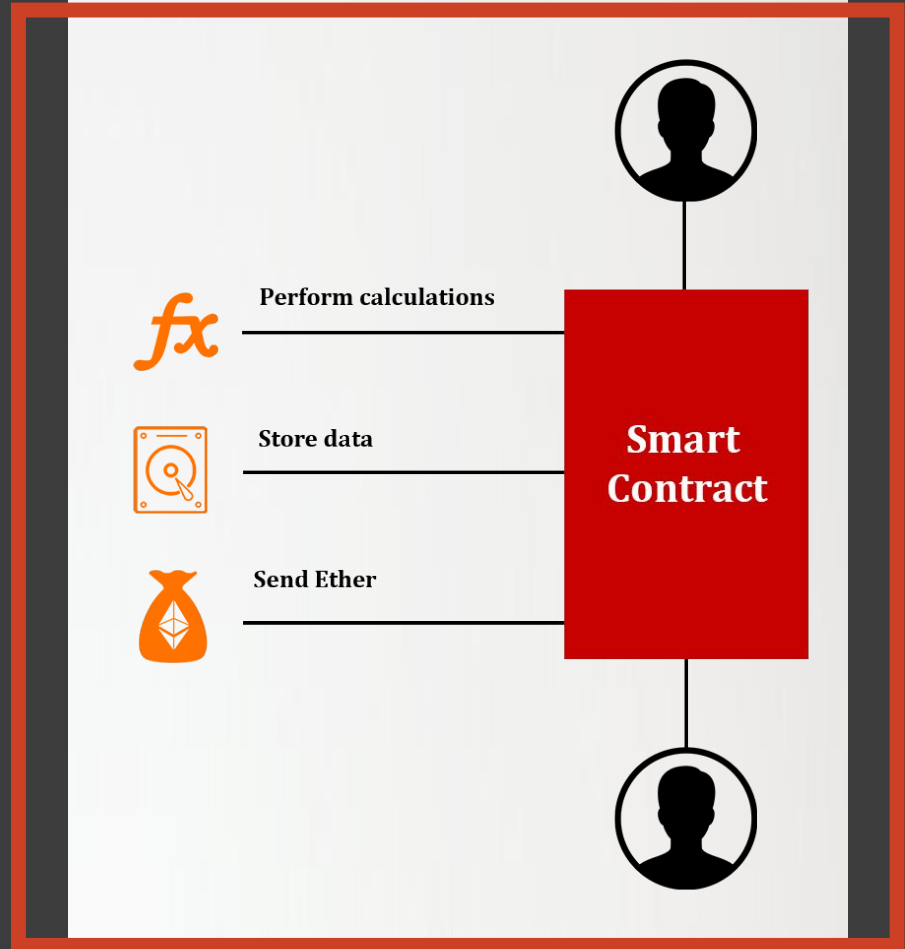 Perform calculations
Store data
Send Ether
Smart
Contract